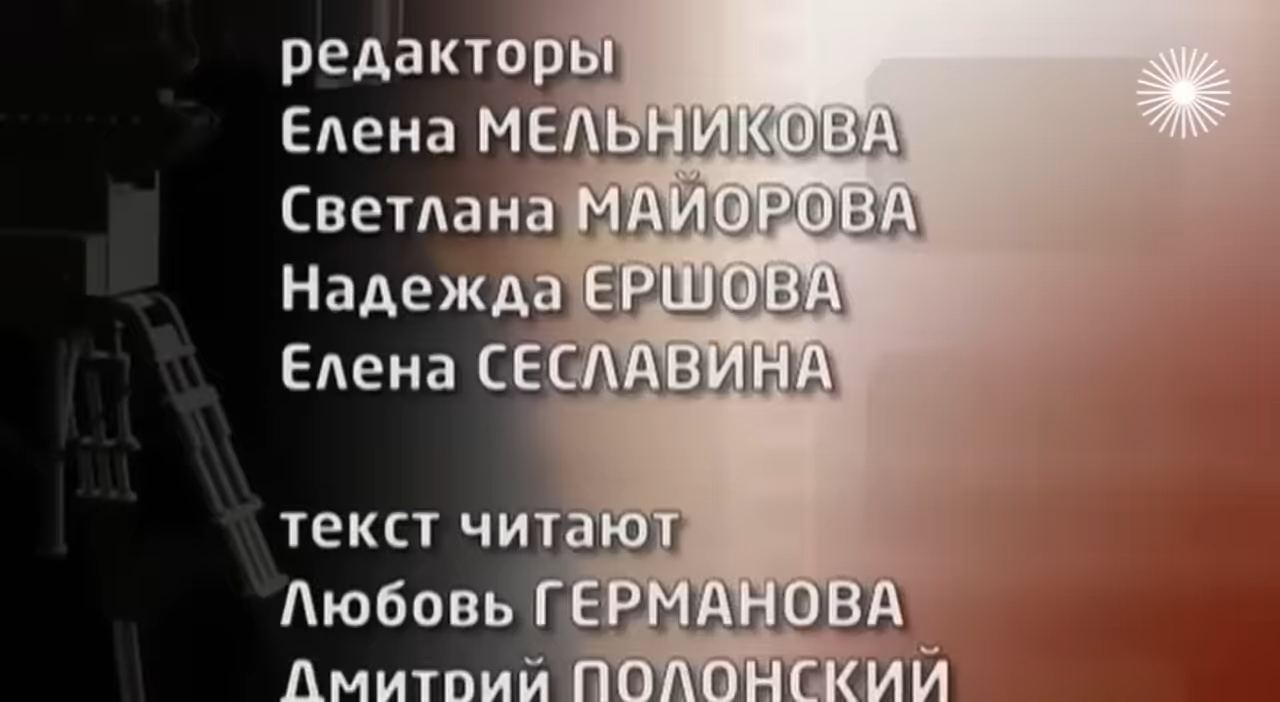 редакторы
Елена МЕЛЬНИКОВА
Светлана МАЙОРОВА
Надежда ЕРШОВА
Елена СЕСЛАВИНА
текст читают
Любовь ГЕРМАНОВА
Дмитрий ПОЛОНСКИЙ